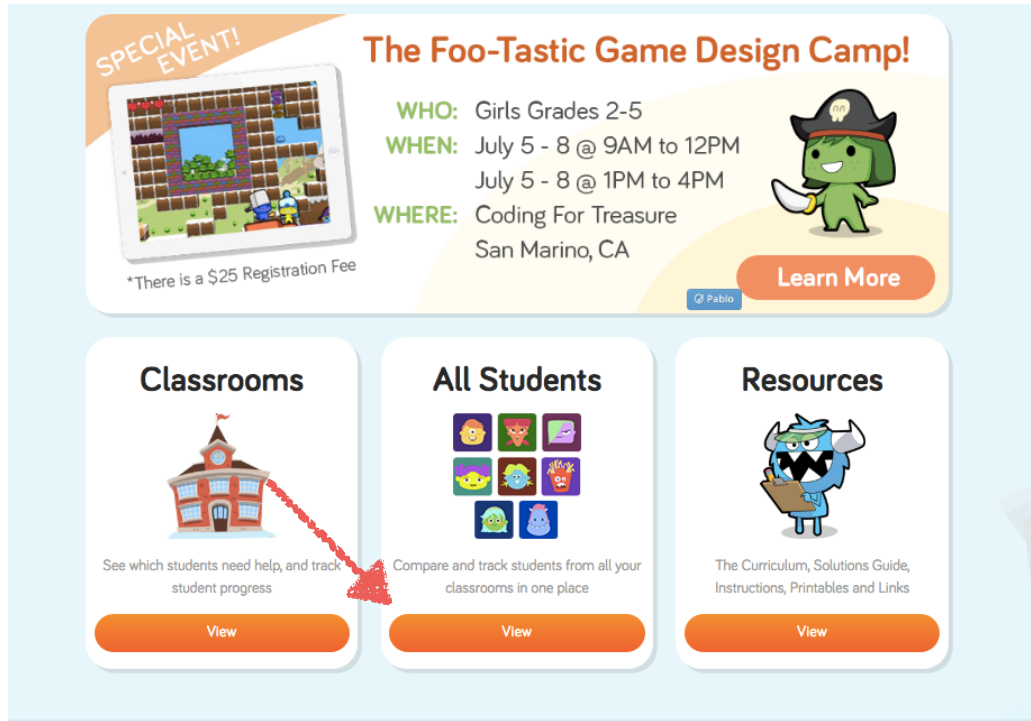 SPECIAL
EVENT!
The Foo-Tastic Game Design Camp!
WHO: Girls Grades 2-5
WHEN: July 5 - 8 @ 9AM to 12PM
July 5 - 8 @ 1PM to 4PM
WHERE: Coding For Treasure
San Marino, CA
*There is a $25 Registration Fee
Learn More
Pablo
Classrooms
See which students need help, and track
student progress
View
All Students
Compare and track students from all your
classrooms in one place
View
Resources
The Curriculum, Solutions Guide,
Instructions, Printables and Links
View